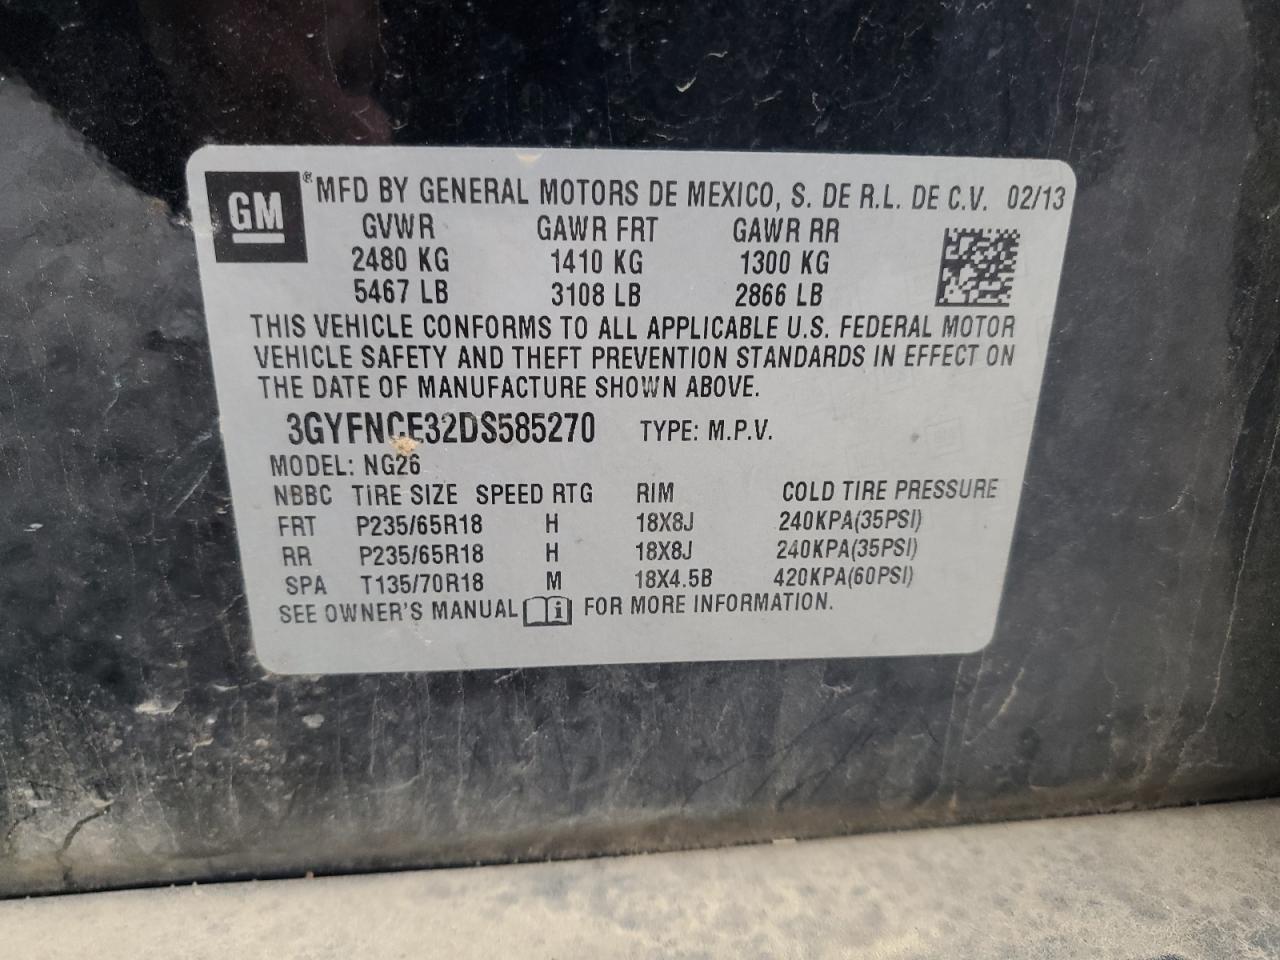 GM ® MFD BY GENERAL MOTORS DE MEXICO, S. DE R.L. DE C.V. 02/13
GVWR GAWR FRT GAWR RR
2480 KG 1410 KG 1300 KG
5467 LB 3108 LB 2866 LB
THIS VEHICLE CONFORMS TO ALL APPLICABLE U.S. FEDERAL MOTOR
VEHICLE SAFETY AND THEFT PREVENTION STANDARDS IN EFFECT ON
THE DATE OF MANUFACTURE SHOWN ABOVE.
3GYFNCE32DS585270 TYPE: M.P.V.
MODEL: NG26
NBBC TIRE SIZE SPEED RTG RIM COLD TIRE PRESSURE
FRT P235/65R18 H 18X8J 240KPA(35PSI)
RR P235/65R18 H 18X8J 240KPA(35PSI)
SPA T135/70R18 M 18X4.5B 420KPA(60PSI)
SEE OWNER'S MANUAL i FOR MORE INFORMATION.